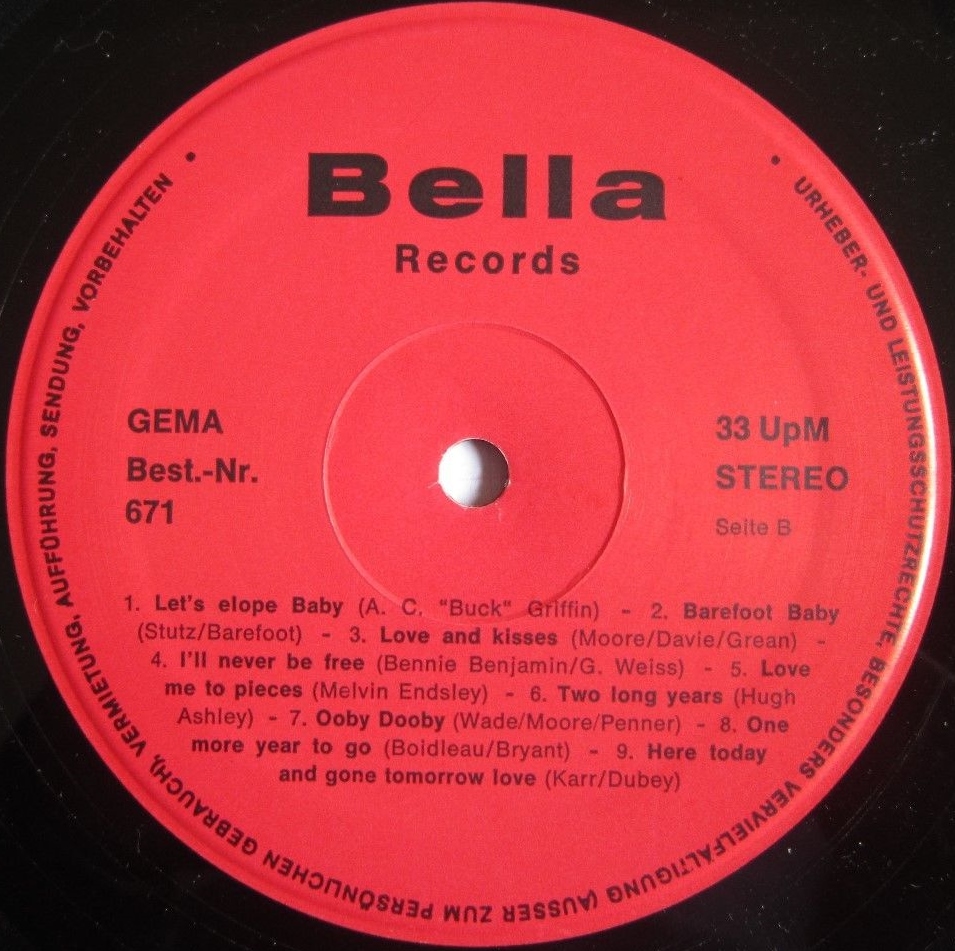 Bella
Records
GEMA
Best.-Nr.
671
33 UpM
STEREO
Seite B
1. Let's elope Baby (A. C. "Buck" Griffin) - 2. Barefoot Baby
(Stutz/Barefoot) - 3. Love and kisses (Moore/Davie/Grean) -
4. I'll never be free (Bennie Benjamin/G. Weiss) - 5. Love
me to pieces (Melvin Endsley) - 6. Two long years (Hugh
Ashley) - 7. Ooby Dooby (Wade/Moore/Penner) - 8. One
more year to go (Boidleau/Bryant) - 9. Here today
and gone tomorrow love (Karr/Dubey)
• URHEBER- UND LEISTUNGSSCHUTZRECHTE, BESONDERS VERVIELFÄLTIGUNG (AUSSER ZUM PERSÖNLICHEN GEBRAUCH), VERMIETUNG, AUFFÜHRUNG, SENDUNG, VORBEHALTEN •